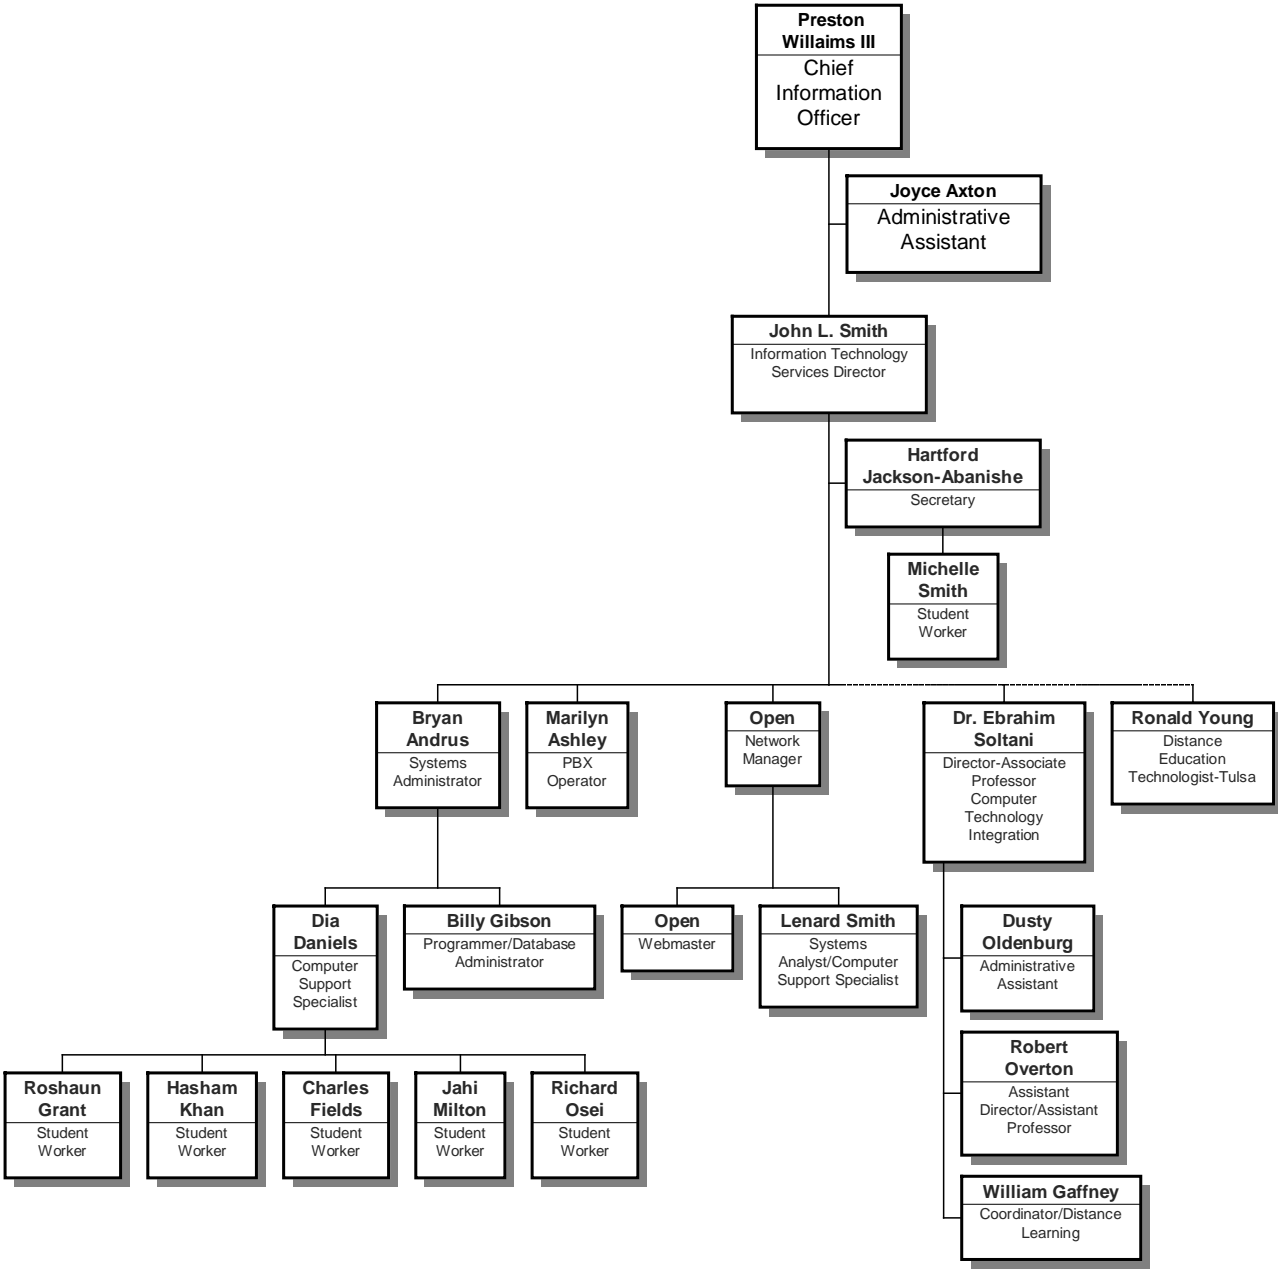 Preston
Willaims III
Chief
Information
Officer
Joyce Axton
Administrative
Assistant
John L. Smith
Information Technology
Services Director
Hartford
Jackson-Abanishe
Secretary
Michelle
Smith
Student
Worker
Bryan
Andrus
Systems
Administrator
Marilyn
Ashley
PBX
Operator
Open
Network
Manager
Dr. Ebrahim
Soltani
Director-Associate
Professor
Computer
Technology
Integration
Ronald Young
Distance
Education
Technologist-Tulsa
Dia
Daniels
Computer
Support
Specialist
Billy Gibson
Programmer/Database
Administrator
Open
Webmaster
Lenard Smith
Systems
Analyst/Computer
Support Specialist
Dusty
Oldenburg
Administrative
Assistant
Robert
Overton
Assistant
Director/Assistant
Professor
William Gaffney
Coordinator/Distance
Learning
Roshaun
Grant
Student
Worker
Hasham
Khan
Student
Worker
Charles
Fields
Student
Worker
Jahi
Milton
Student
Worker
Richard
Osei
Student
Worker